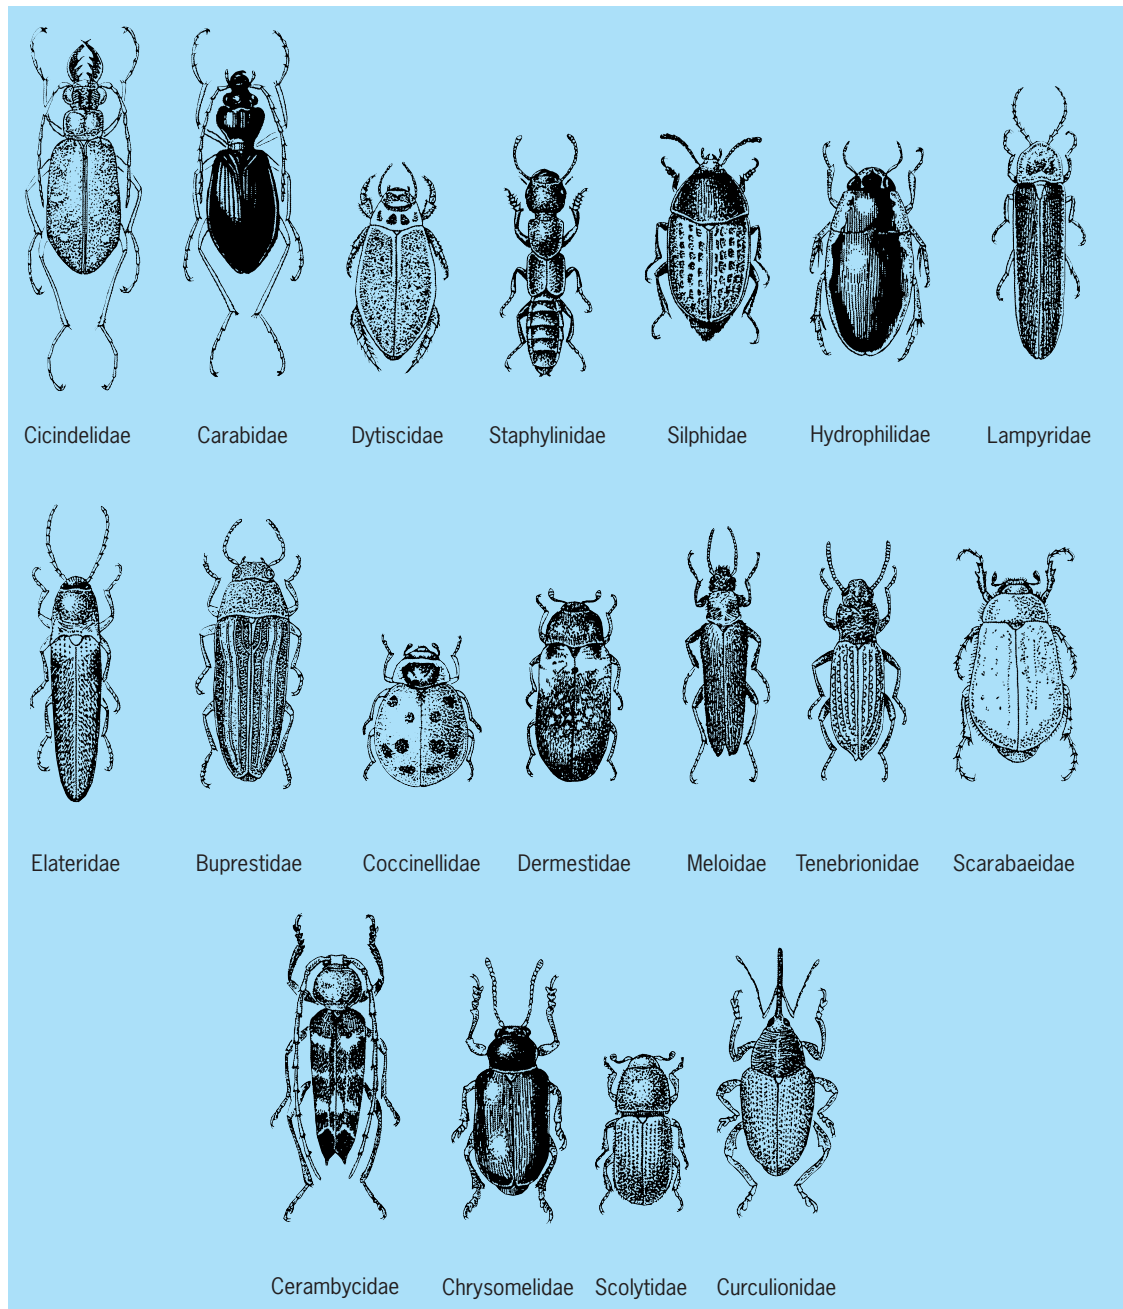 Cicindelidae Carabidae Dytiscidae Staphylinidae Silphidae Hydrophilidae Lampyridae
Elateridae Buprestidae Coccinellidae Dermestidae Meloidae Tenebrionidae Scarabaeidae
Cerambycidae Chrysomelidae Scolytidae Curculionidae